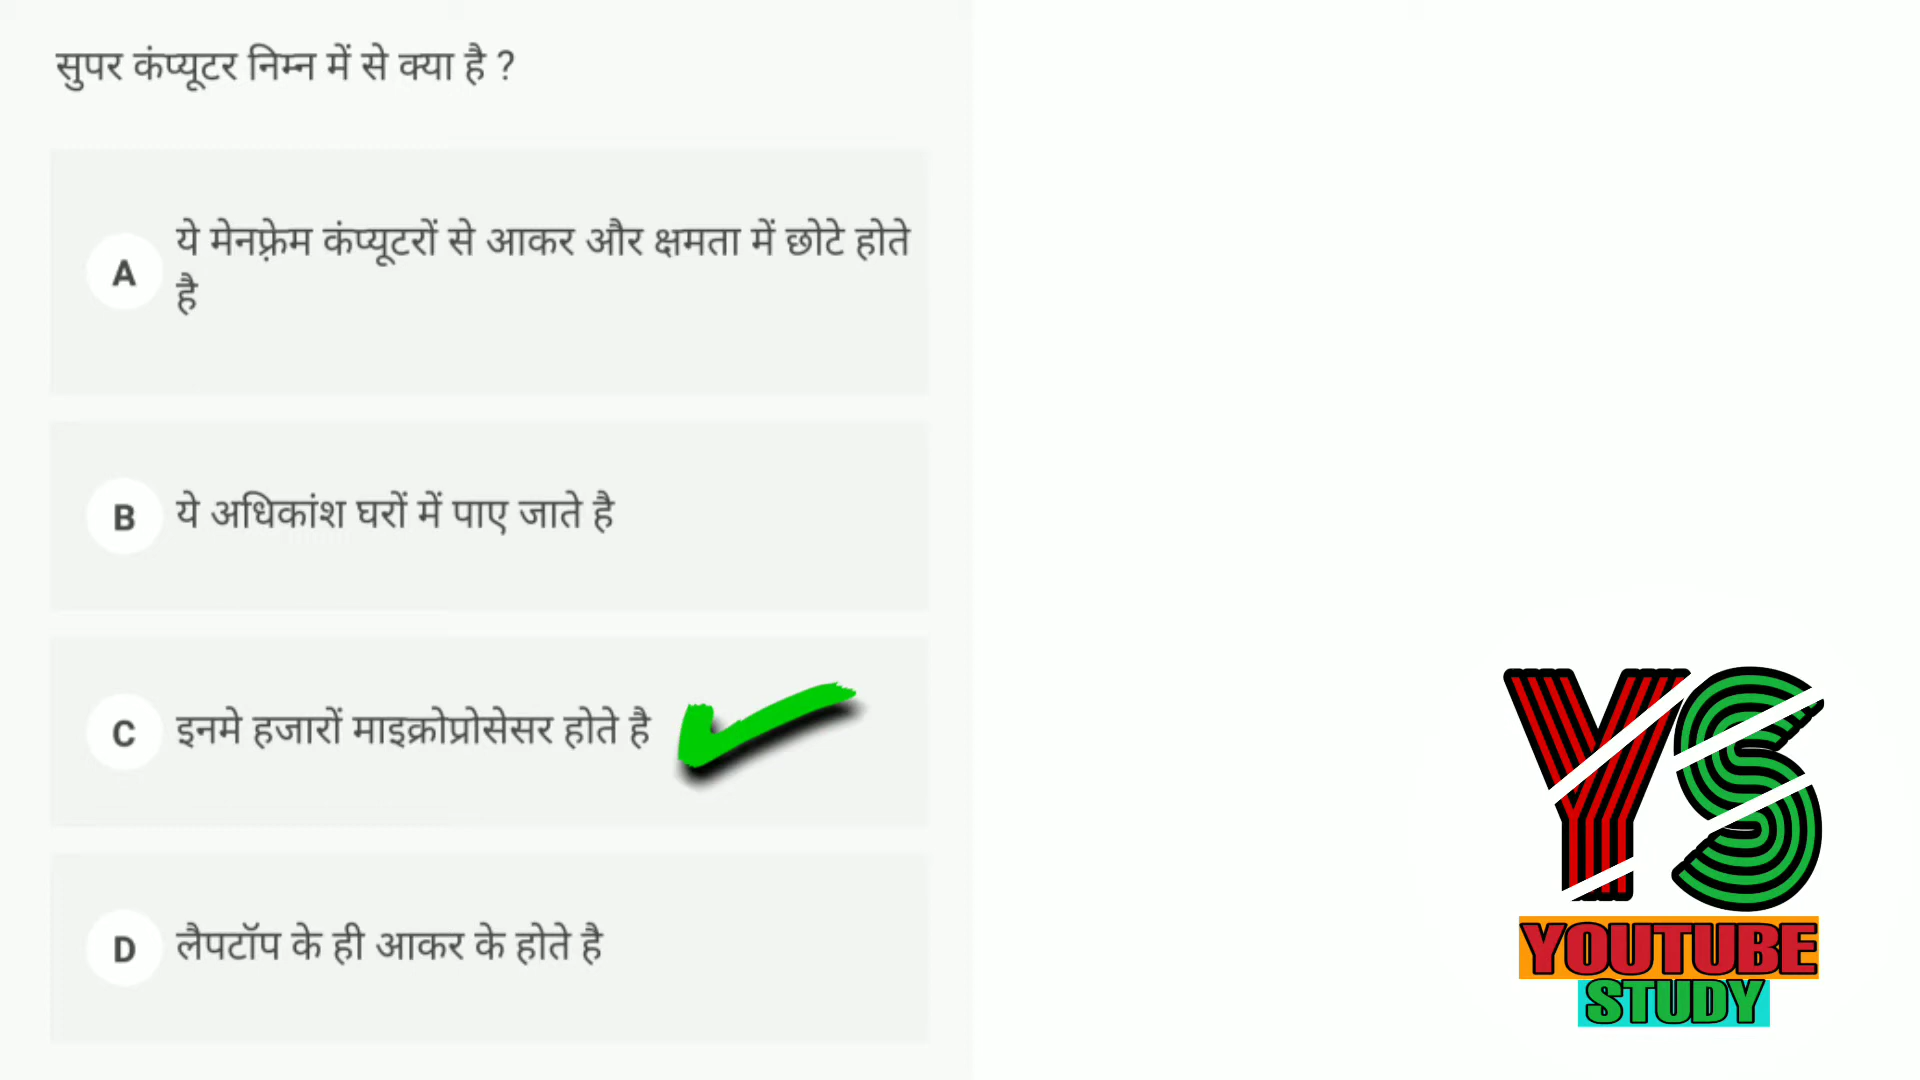 सुपर कंप्यूटर निम्न में से क्या है ?
A
ये मेनफ़्रेम कंप्यूटरों से आकर और क्षमता में छोटे होते
है
B
ये अधिकांश घरों में पाए जाते है
C
इनमे हजारों माइक्रोप्रोसेसर होते है
D
लैपटॉप के ही आकर के होते है
YS
YOUTUBE
STUDY